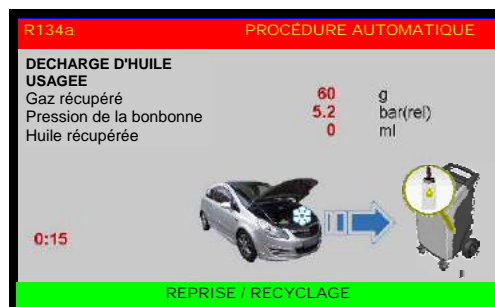 R134a PROCÉDURE AUTOMATIQUE
DECHARGE D'HUILE
USAGEE
Gaz récupéré 60 g
Pression de la bonbonne 5.2 bar(rel)
Huile récupérée 0 ml
0:15
REPRISE / RECYCLAGE